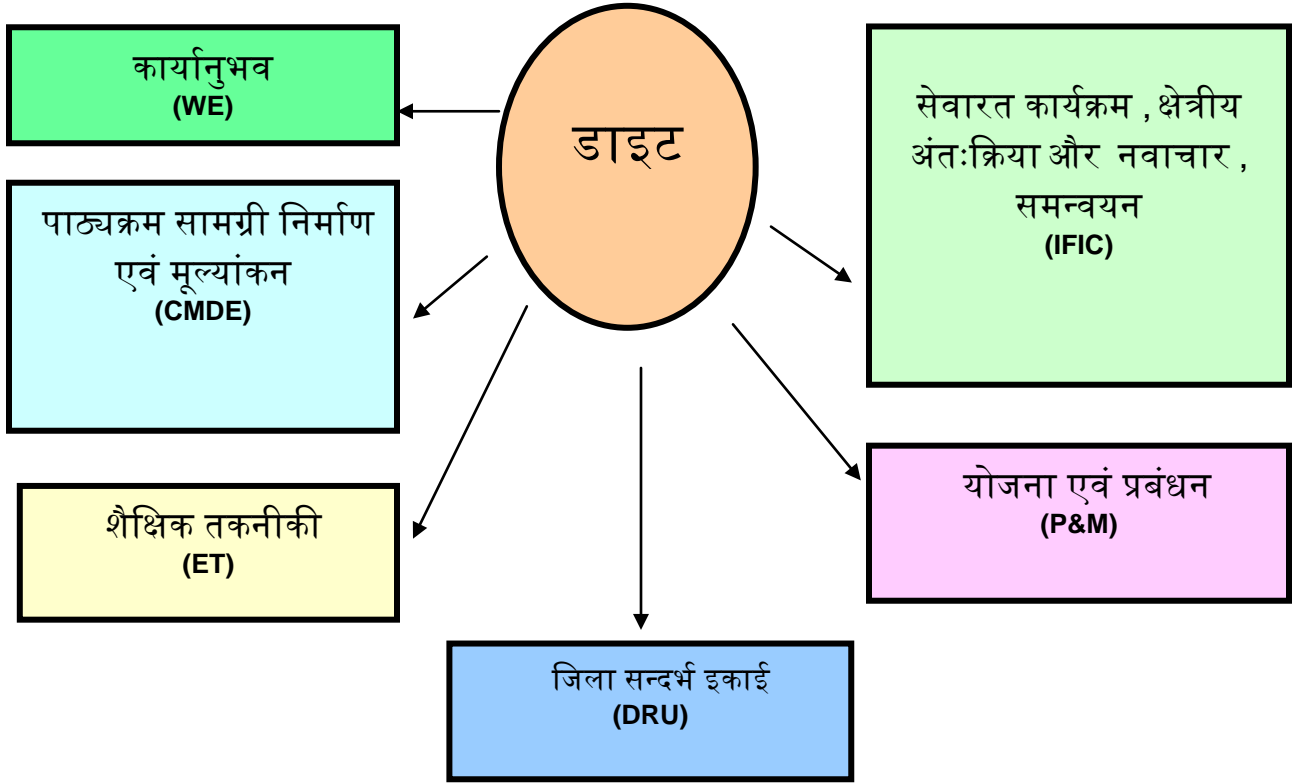 डाइट
कार्यानुभव
(WE)
पाठ्यक्रम सामग्री निर्माण
एवं मूल्यांकन
(CMDE)
शैक्षिक तकनीकी
(ET)
जिला सन्दर्भ इकाई
(DRU)
योजना एवं प्रबंधन
(P&M)
सेवारत कार्यक्रम , क्षेत्रीय
अंतःक्रिया और नवाचार ,
समन्वयन
(IFIC)